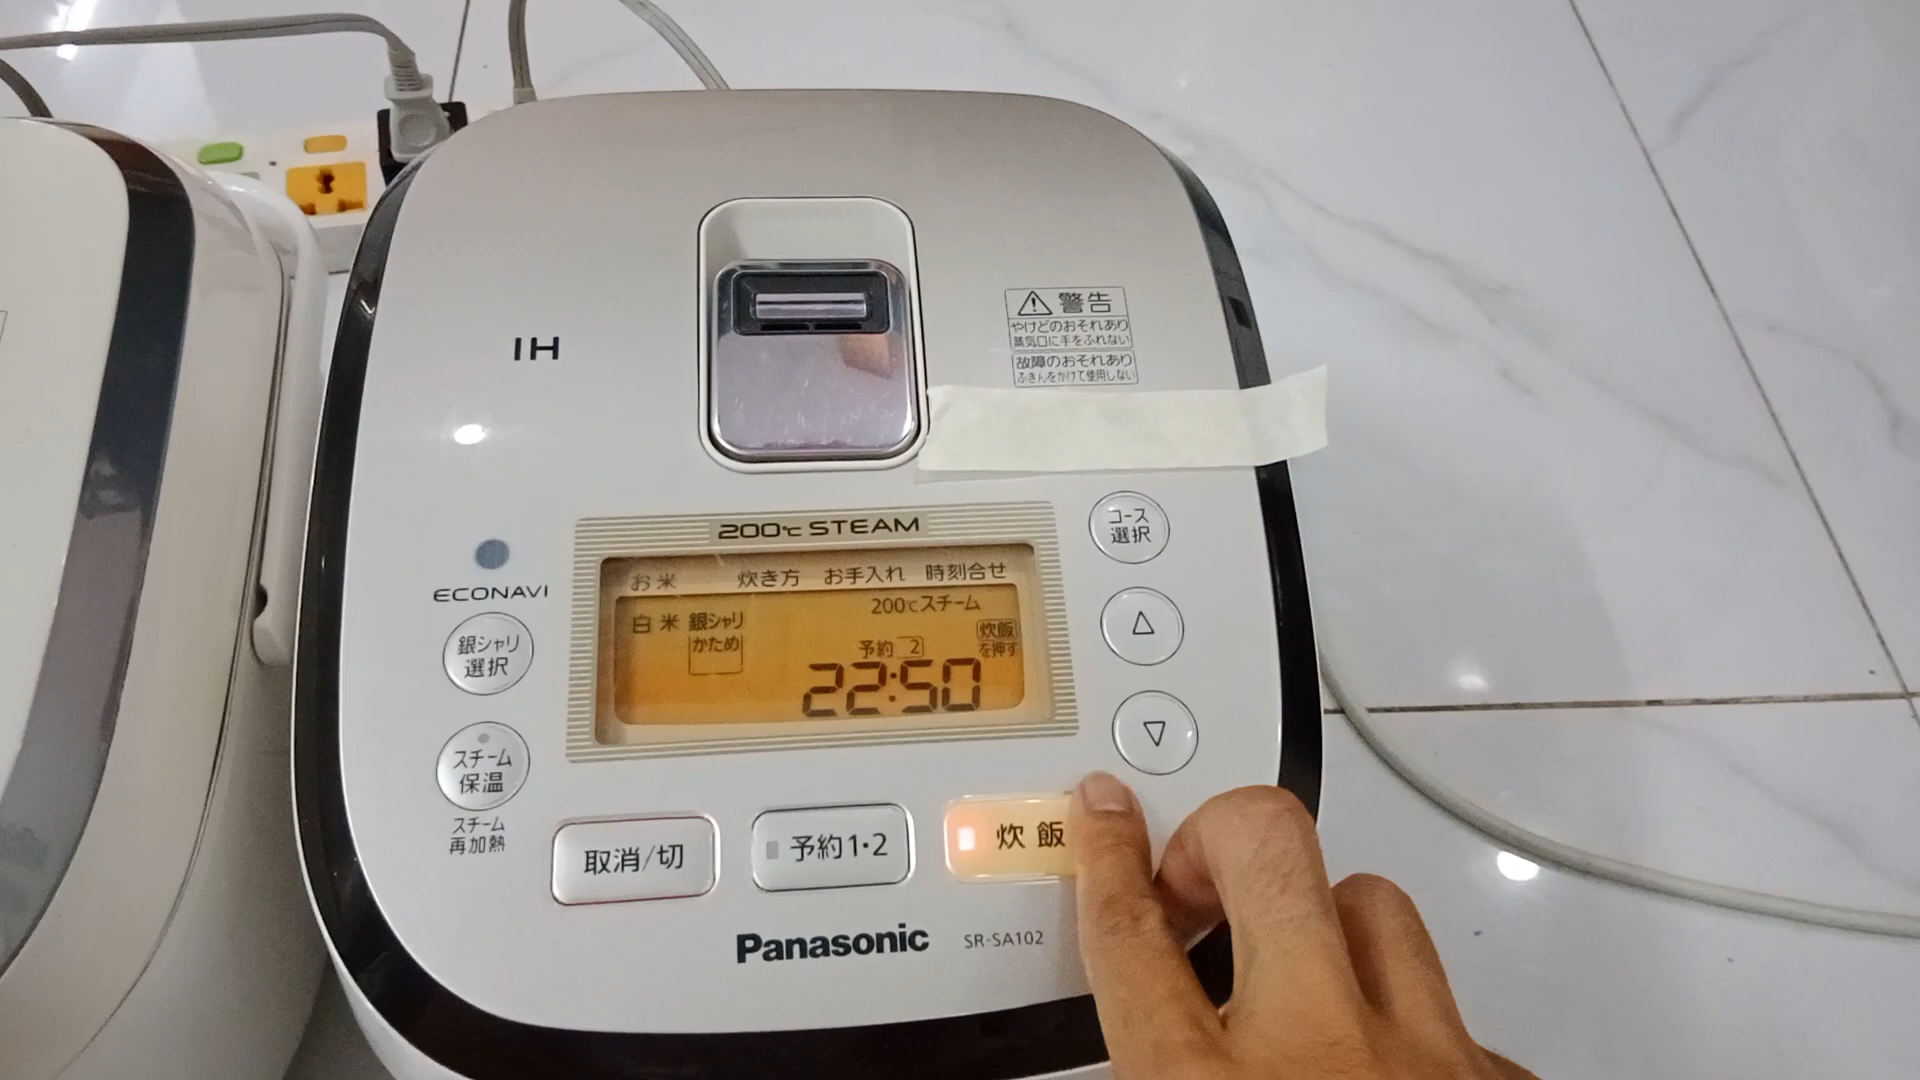 IH
警告
やけどのおそれあり
蒸気口に手をふれない
故障のおそれあり
ふきんをかけて使用しない
200℃ STEAM
コース
選択
ECONAVI
お米 炊き方 お手入れ 時刻合せ
200℃スチーム
白米 銀シャリ
かため
予約 2
炊飯
を押す
22:50
銀シャリ
選択
△
▽
スチーム
保温
スチーム
再加熱
取消/切
予約1・2
炊飯
Panasonic
SR-SA102